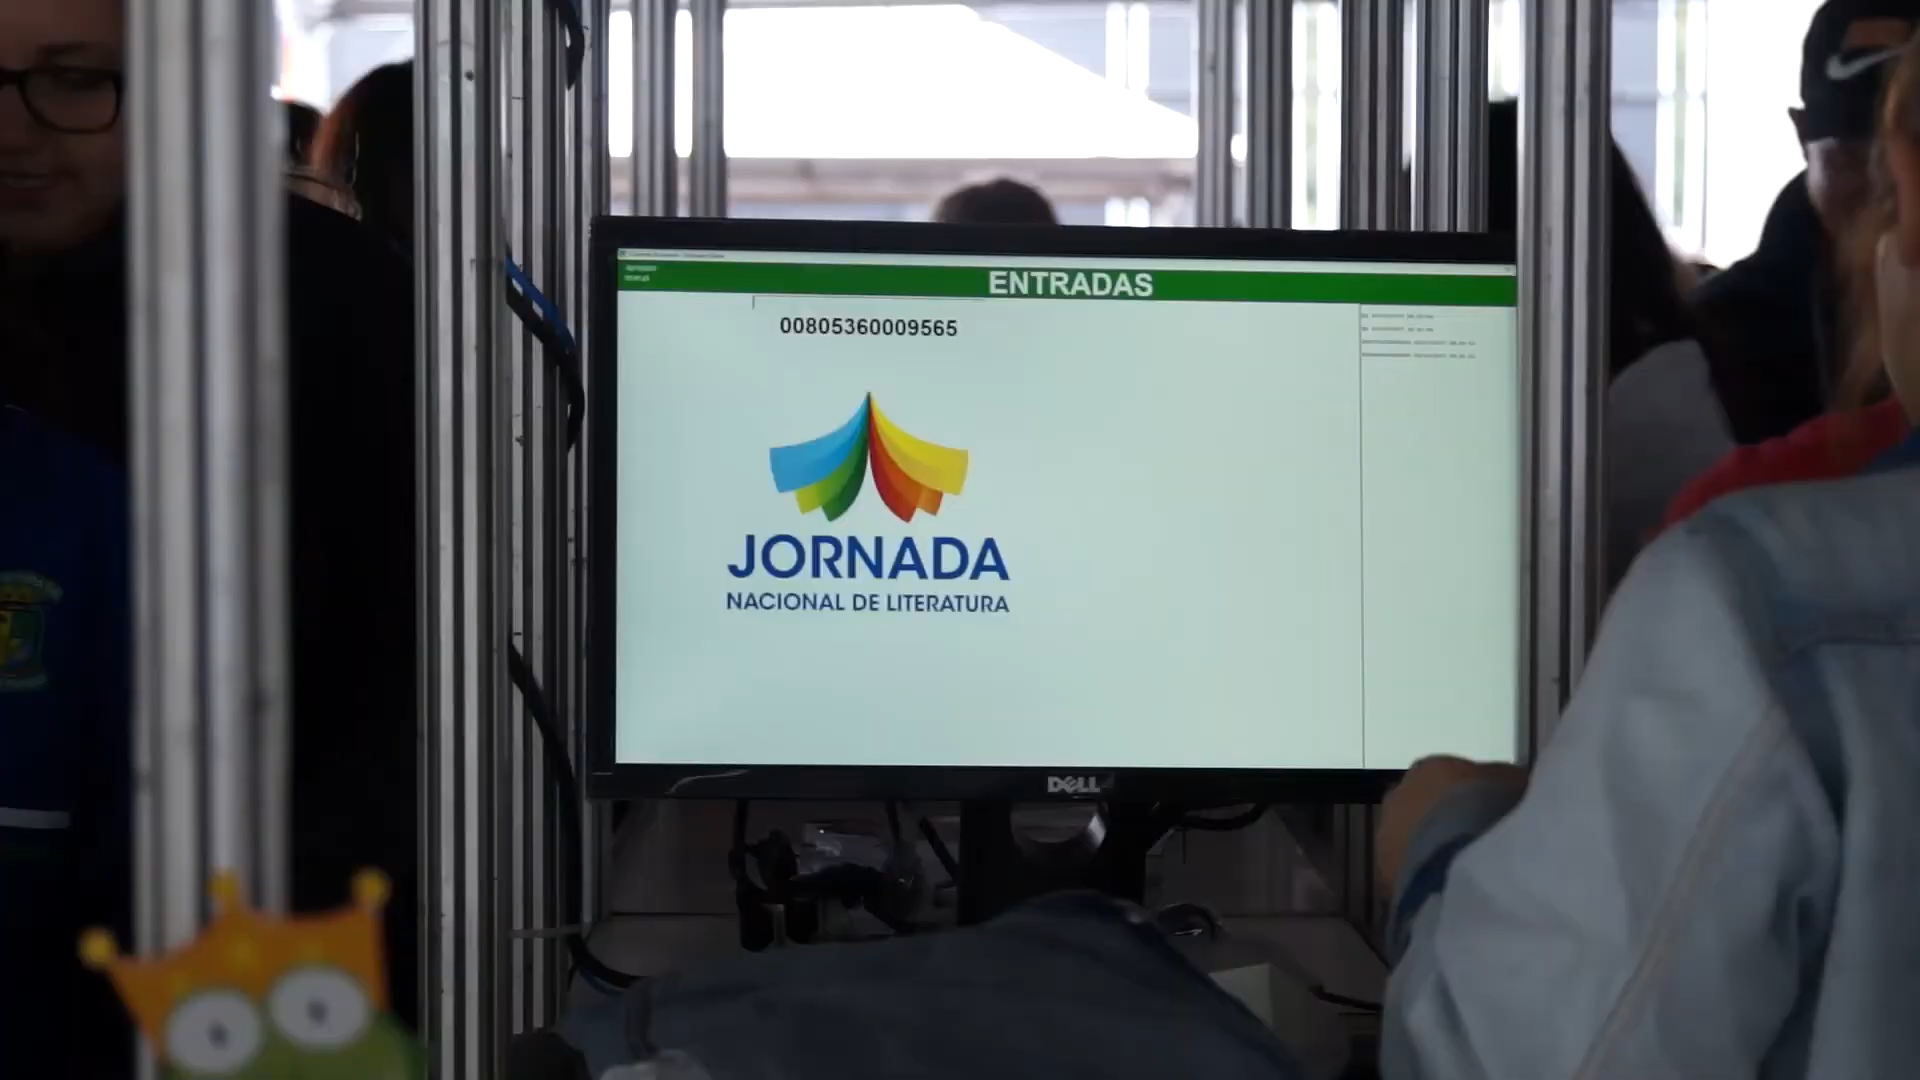 ENTRADAS
00805360009565
JORNADA
NACIONAL DE LITERATURA
DELL